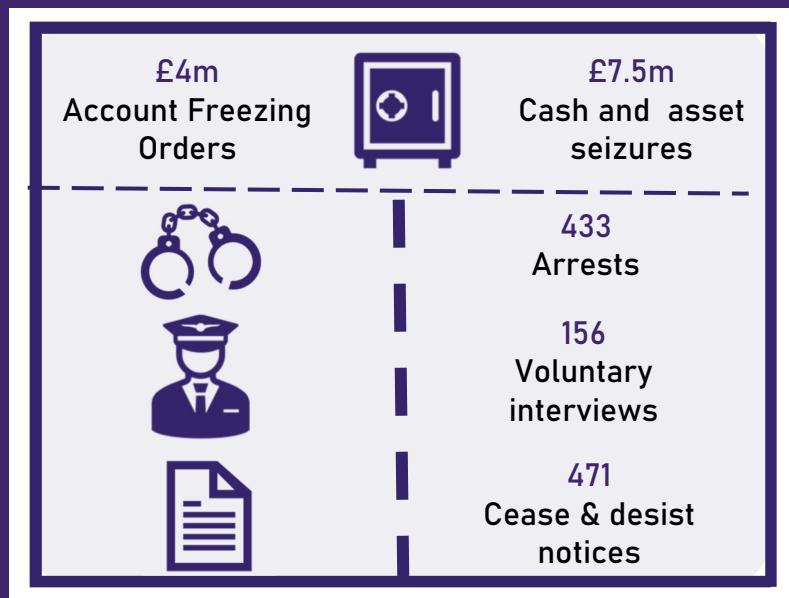 £4m
Account Freezing
Orders
£7.5m
Cash and asset
seizures
433
Arrests
156
Voluntary
interviews
471
Cease & desist
notices